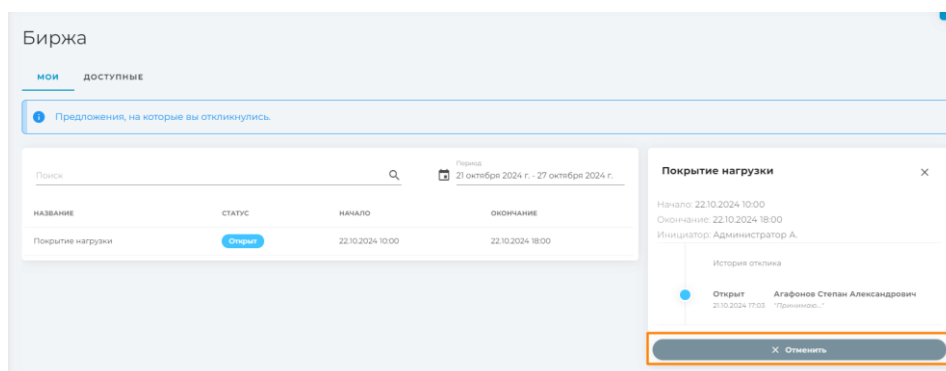 Биржа
МОИ ДОСТУПНЫЕ
Предложения, на которые вы откликнулись.
Поиск
Период
21 октября 2024 г. - 27 октября 2024 г.
НАЗВАНИЕ СТАТУС НАЧАЛО ОКОНЧАНИЕ
Покрытие нагрузки Открыт 22.10.2024 10:00 22.10.2024 18:00
Покрытие нагрузки
Начало: 22.10.2024 10:00
Окончание: 22.10.2024 18:00
Инициатор: Администратор А.
История отклика
Открыт Агафонов Степан Александрович
21.10.2024 17:03 "Принимаю..."
Отменить